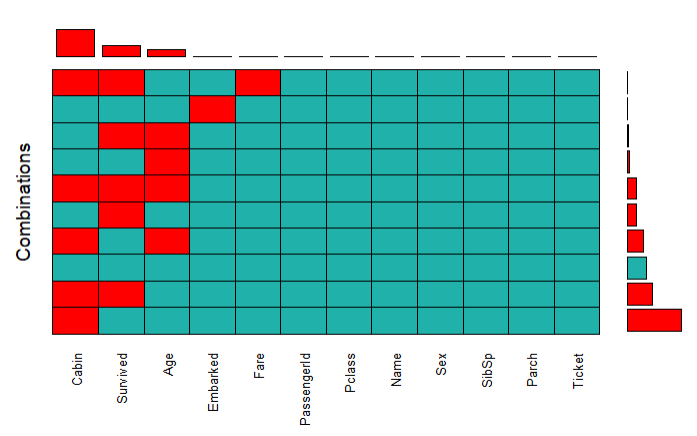 Combinations
Cabin
Survived
Age
Embarked
Fare
PassengerId
Pclass
Name
Sex
SibSp
Parch
Ticket